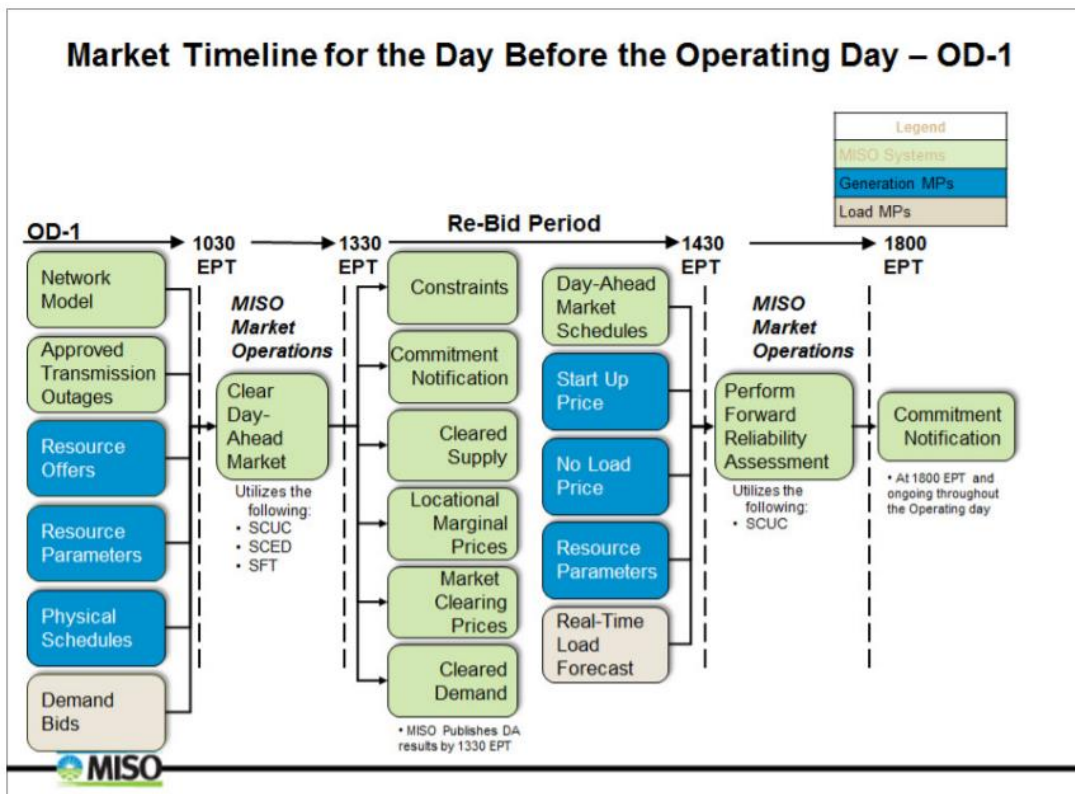 Market Timeline for the Day Before the Operating Day – OD-1
Legend
MISO Systems
Generation MPs
Load MPs
OD-1
1030
EPT
1330
EPT
Re-Bid Period
1430
EPT
1800
EPT
Network
Model
Approved
Transmission
Outages
Resource
Offers
Resource
Parameters
Physical
Schedules
Demand
Bids
MISO
Market
Operations
Clear
Day-
Ahead
Market
Utilizes the
following:
• SCUC
• SCED
• SFT
Constraints
Commitment
Notification
Cleared
Supply
Locational
Marginal
Prices
Market
Clearing
Prices
Cleared
Demand
• MISO Publishes DA
results by 1330 EPT
Day-Ahead
Market
Schedules
Start Up
Price
No Load
Price
Resource
Parameters
Real-Time
Load
Forecast
MISO
Market
Operations
Perform
Forward
Reliability
Assessment
Utilizes the
following:
• SCUC
Commitment
Notification
• At 1800 EPT and
ongoing throughout
the Operating day
MISO